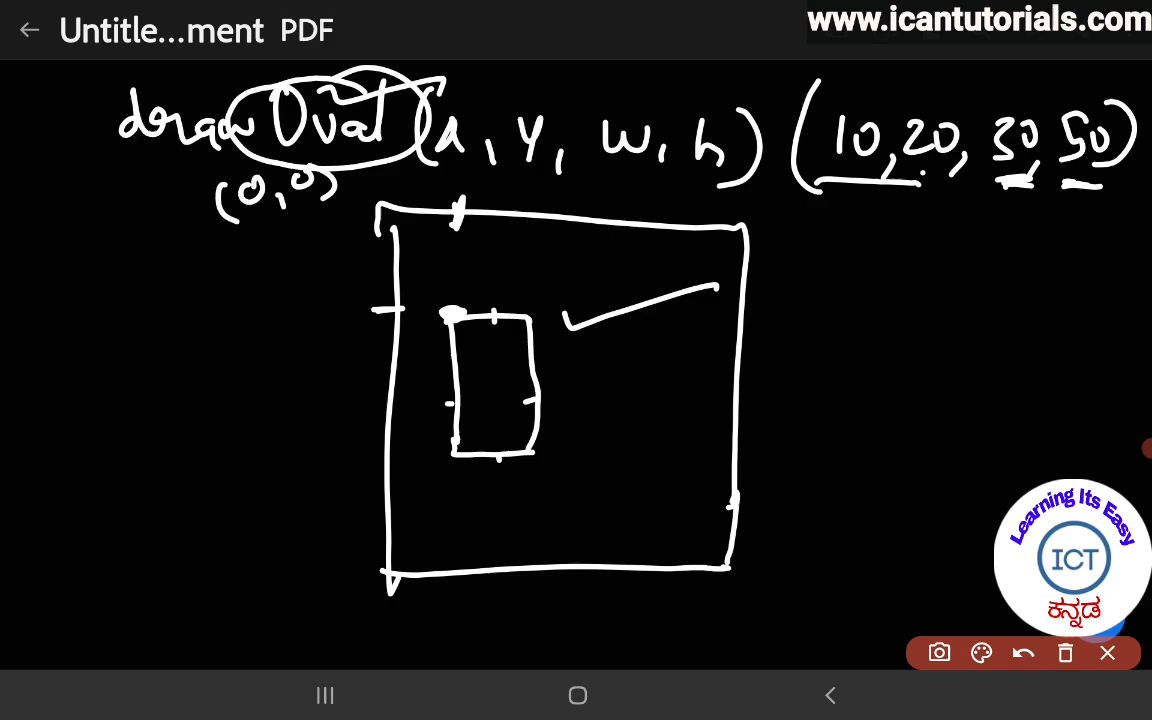 Untitle...ment PDF
www.icantutorials.com
drawOval(x, y, w, h) (10, 20, 30, 50)
(0, 0)
Learning Its Easy
ICT
ಕನ್ನಡ